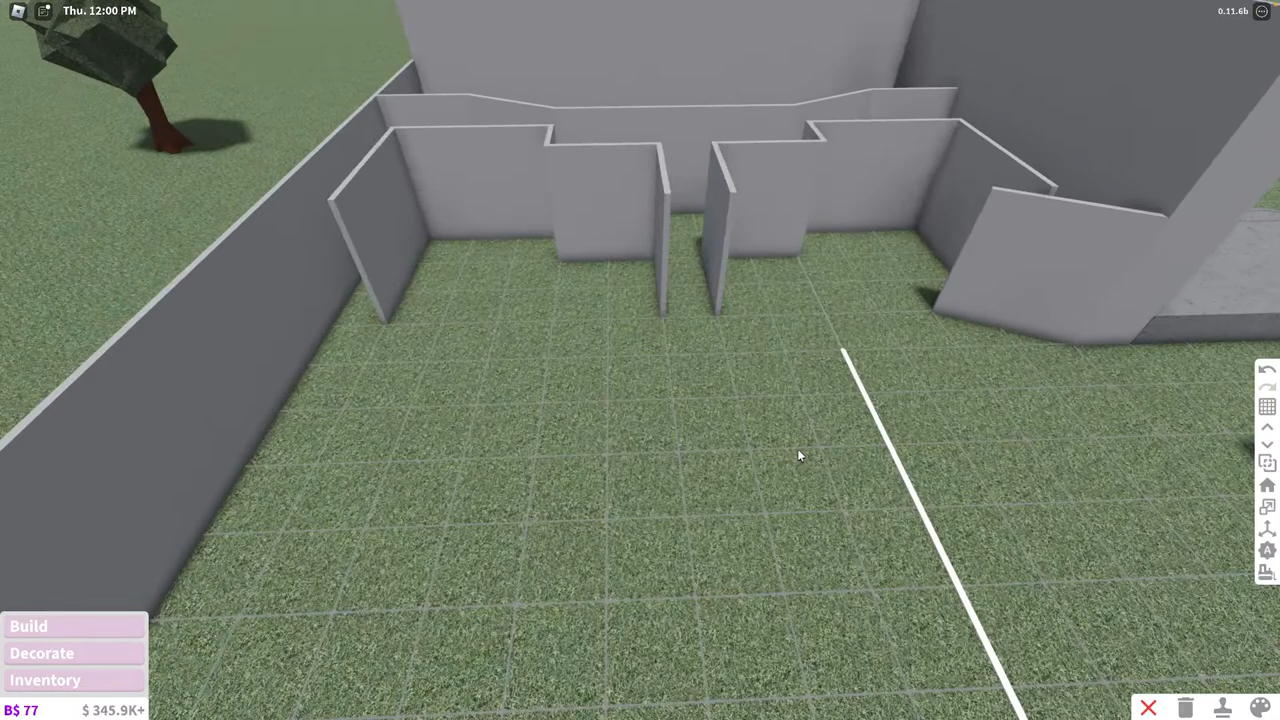 Thu. 12:00 PM
0.11.6b
Build
Decorate
Inventory
B$ 77
$ 345.9K+
A